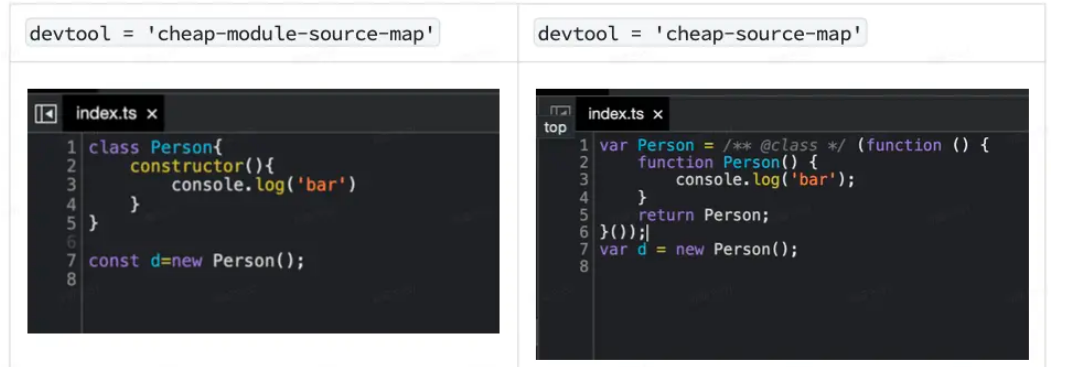 devtool = 'cheap-module-source-map'
devtool = 'cheap-source-map'
index.ts ×
1 class Person{
2 constructor(){
3 console.log('bar')
4 }
5 }
6
7 const d=new Person();
8
index.ts ×
top
1 var Person = /** @class */ (function () {
2 function Person() {
3 console.log('bar');
4 }
5 return Person;
6 }());
7 var d = new Person();
8